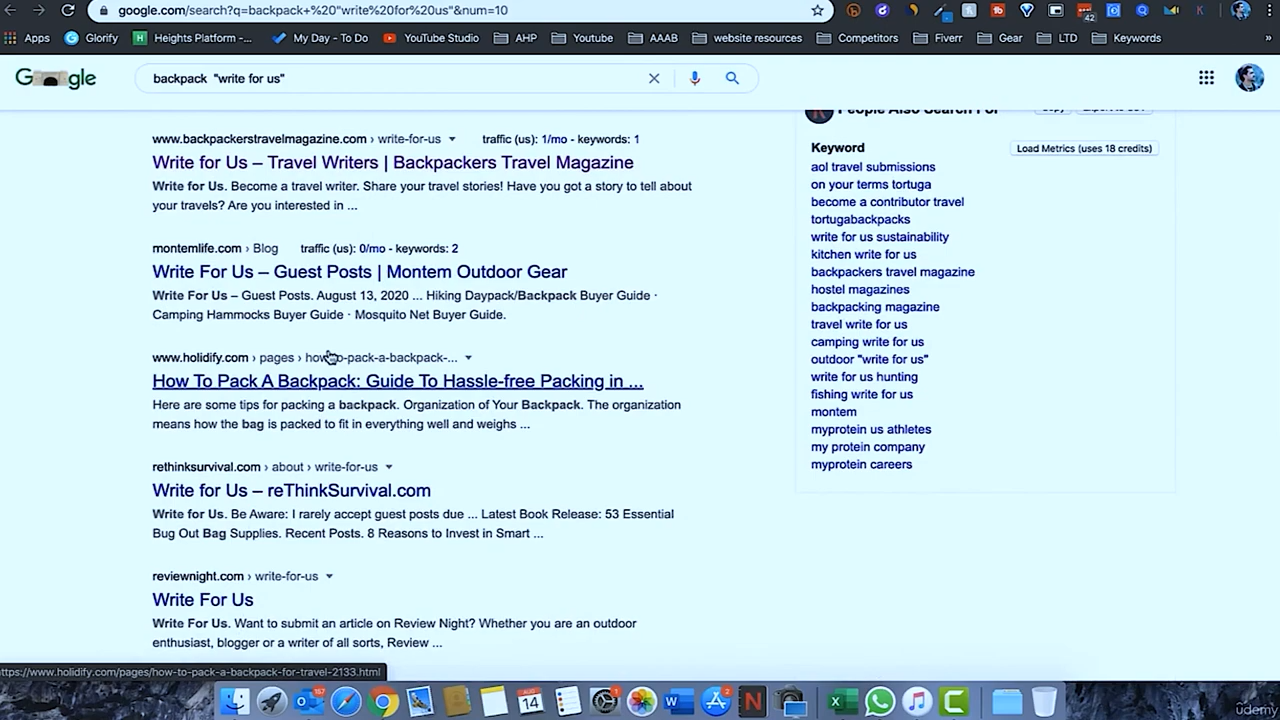 google.com/search?q=backpack+%20"write%20for%20us"&num=10
42
Apps
Glorify
Heights Platform -...
My Day - To Do
YouTube Studio
AHP
Youtube
AAAB
website resources
Competitors
Fiverr
Gear
LTD
Keywords
»
Google
backpack "write for us"
People Also Search For
www.backpackerstravelmagazine.com › write-for-us
traffic (us): 1/mo - keywords: 1
Write for Us – Travel Writers | Backpackers Travel Magazine
Write for Us. Become a travel writer. Share your travel stories! Have you got a story to tell about
your travels? Are you interested in ...
montemlife.com › Blog
traffic (us): 0/mo - keywords: 2
Write For Us – Guest Posts | Montem Outdoor Gear
Write For Us – Guest Posts. August 13, 2020 ... Hiking Daypack/Backpack Buyer Guide ·
Camping Hammocks Buyer Guide · Mosquito Net Buyer Guide.
www.holidify.com › pages › how-to-pack-a-backpack-...
How To Pack A Backpack: Guide To Hassle-free Packing in ...
Here are some tips for packing a backpack. Organization of Your Backpack. The organization
means how the bag is packed to fit in everything well and weighs ...
rethinksurvival.com › about › write-for-us
Write for Us – reThinkSurvival.com
Write for Us. Be Aware: I rarely accept guest posts due ... Latest Book Release: 53 Essential
Bug Out Bag Supplies. Recent Posts. 8 Reasons to Invest in Smart ...
reviewnight.com › write-for-us
Write For Us
Write For Us. Want to submit an article on Review Night? Whether you are an outdoor
enthusiast, blogger or a writer of all sorts, Review ...
Keyword
Load Metrics (uses 18 credits)
aol travel submissions
on your terms tortuga
become a contributor travel
tortugabackpacks
write for us sustainability
kitchen write for us
backpackers travel magazine
hostel magazines
backpacking magazine
travel write for us
camping write for us
outdoor "write for us"
write for us hunting
fishing write for us
montem
myprotein us athletes
my protein company
myprotein careers
https://www.holidify.com/pages/how-to-pack-a-backpack-for-travel-2133.html
AUG
14
1
2
udemy